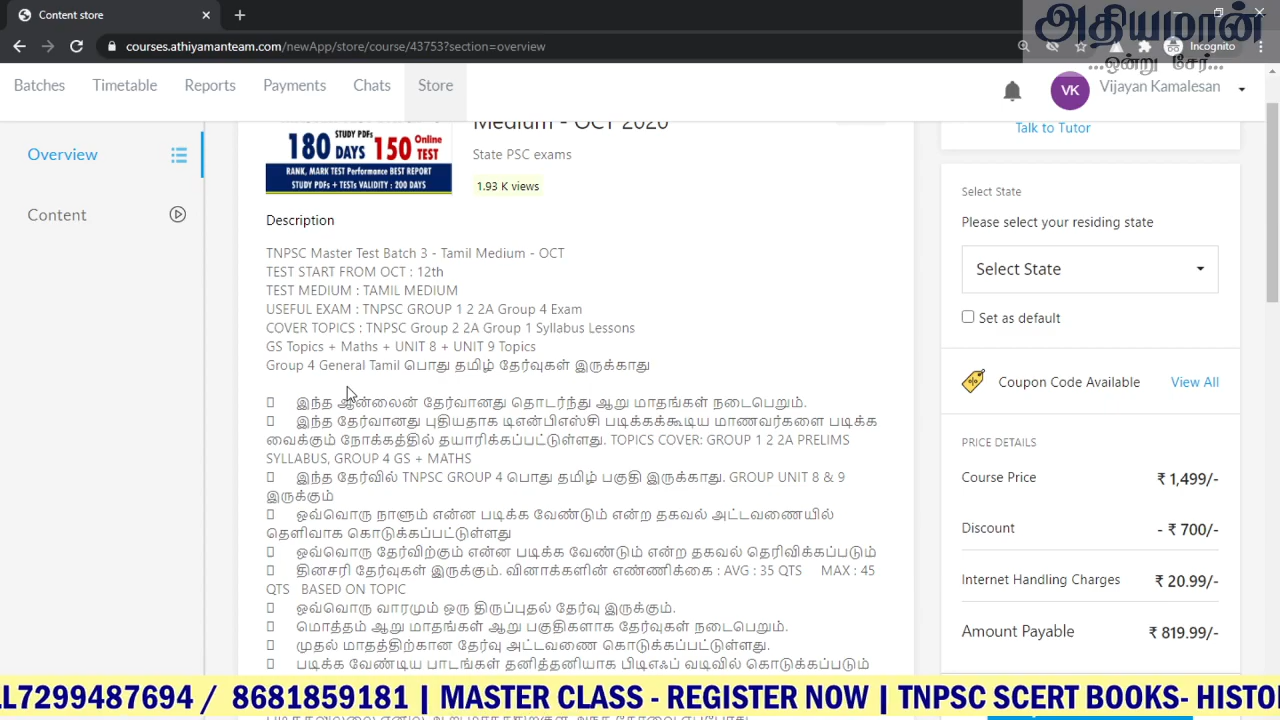 Content store
அதியமான்
...ஒன்று சேர்...
courses.athiyamanteam.com/newApp/store/course/43753?section=overview
Incognito
Batches Timetable Reports Payments Chats Store
VK Vijayan Kamalesan
Overview
Content
180 DAYS STUDY PDFs 150 Online TEST
RANK, MARK TEST Performance BEST REPORT
STUDY PDFs + TESTs VALIDITY : 200 DAYS
Medium - OCT 2020
State PSC exams
1.93 K views
Description
TNPSC Master Test Batch 3 - Tamil Medium - OCT
TEST START FROM OCT : 12th
TEST MEDIUM : TAMIL MEDIUM
USEFUL EXAM : TNPSC GROUP 1 2 2A Group 4 Exam
COVER TOPICS : TNPSC Group 2 2A Group 1 Syllabus Lessons
GS Topics + Maths + UNIT 8 + UNIT 9 Topics
Group 4 General Tamil பொது தமிழ் தேர்வுகள் இருக்காது
இந்த ஆன்லைன் தேர்வானது தொடர்ந்து ஆறு மாதங்கள் நடைபெறும்.
இந்த தேர்வானது புதியதாக டிஎன்பிஎஸ்சி படிக்கக்கூடிய மாணவர்களை படிக்க
வைக்கும் நோக்கத்தில் தயாரிக்கப்பட்டுள்ளது. TOPICS COVER: GROUP 1 2 2A PRELIMS
SYLLABUS, GROUP 4 GS + MATHS
இந்த தேர்வில் TNPSC GROUP 4 பொது தமிழ் பகுதி இருக்காது. GROUP UNIT 8 & 9
இருக்கும்
ஒவ்வொரு நாளும் என்ன படிக்க வேண்டும் என்ற தகவல் அட்டவணையில்
தெளிவாக கொடுக்கப்பட்டுள்ளது
ஒவ்வொரு தேர்விற்கும் என்ன படிக்க வேண்டும் என்ற தகவல் தெரிவிக்கப்படும்
தினசரி தேர்வுகள் இருக்கும். வினாக்களின் எண்ணிக்கை : AVG : 35 QTS MAX : 45
QTS BASED ON TOPIC
ஒவ்வொரு வாரமும் ஒரு திருப்புதல் தேர்வு இருக்கும்.
மொத்தம் ஆறு மாதங்கள் ஆறு பகுதிகளாக தேர்வுகள் நடைபெறும்.
முதல் மாதத்திற்கான தேர்வு அட்டவணை கொடுக்கப்பட்டுள்ளது.
படிக்க வேண்டிய பாடங்கள் தனித்தனியாக பிடிஎஃப் வடிவில் கொடுக்கப்படும்
Talk to Tutor
Select State
Please select your residing state
Select State
Set as default
Coupon Code Available View All
PRICE DETAILS
Course Price ₹ 1,499/-
Discount - ₹ 700/-
Internet Handling Charges ₹ 20.99/-
Amount Payable ₹ 819.99/-
LL7299487694 / 8681859181 | MASTER CLASS - REGISTER NOW | TNPSC SCERT BOOKS- HISTO